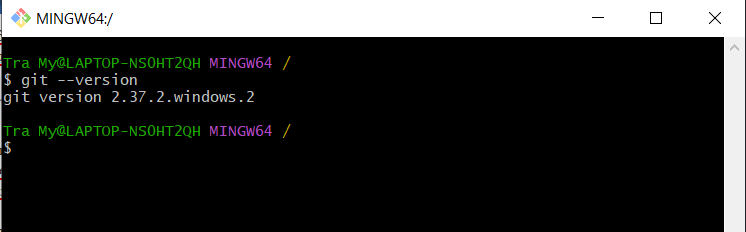 MINGW64:/
Tra My@LAPTOP-NSOHT2QH MINGW64 /
$ git --version
git version 2.37.2.windows.2
Tra My@LAPTOP-NSOHT2QH MINGW64 /
$